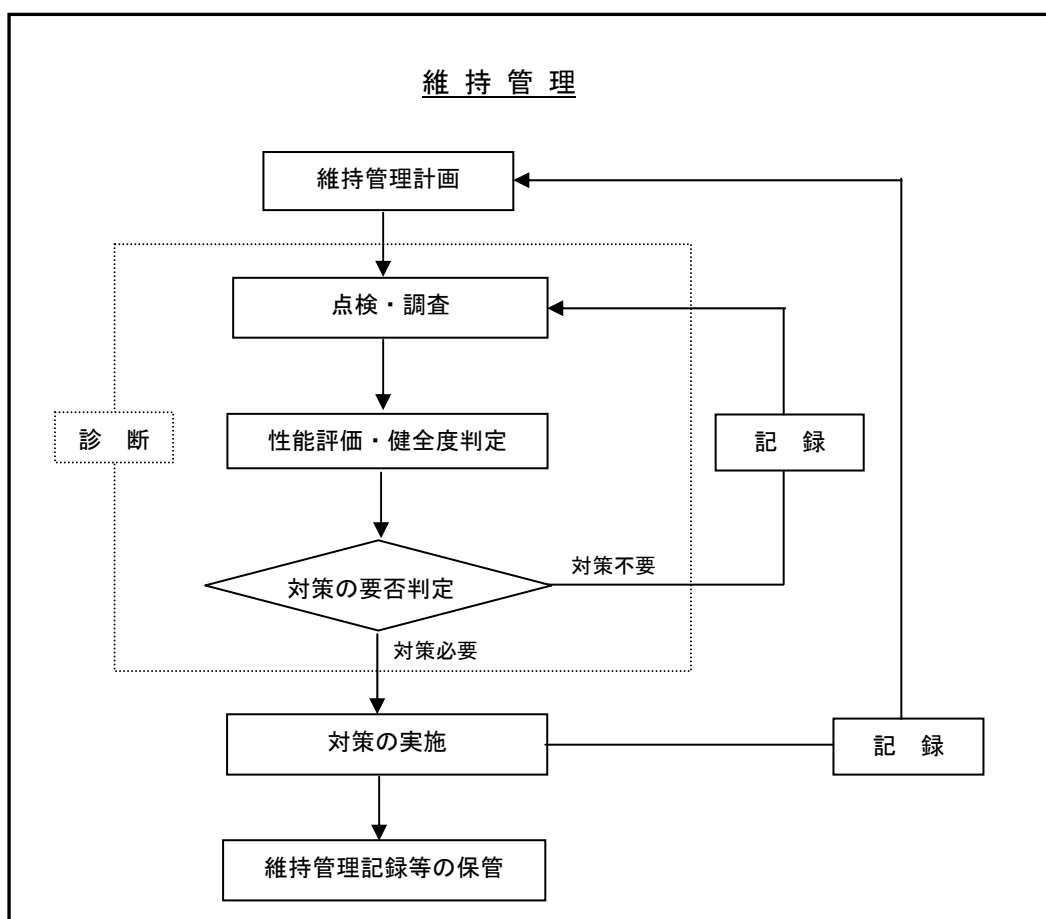 維 持 管 理
維持管理計画
点検・調査
診　断
性能評価・健全度判定
記　録
対策不要
対策の要否判定
対策必要
対策の実施
記　録
維持管理記録等の保管